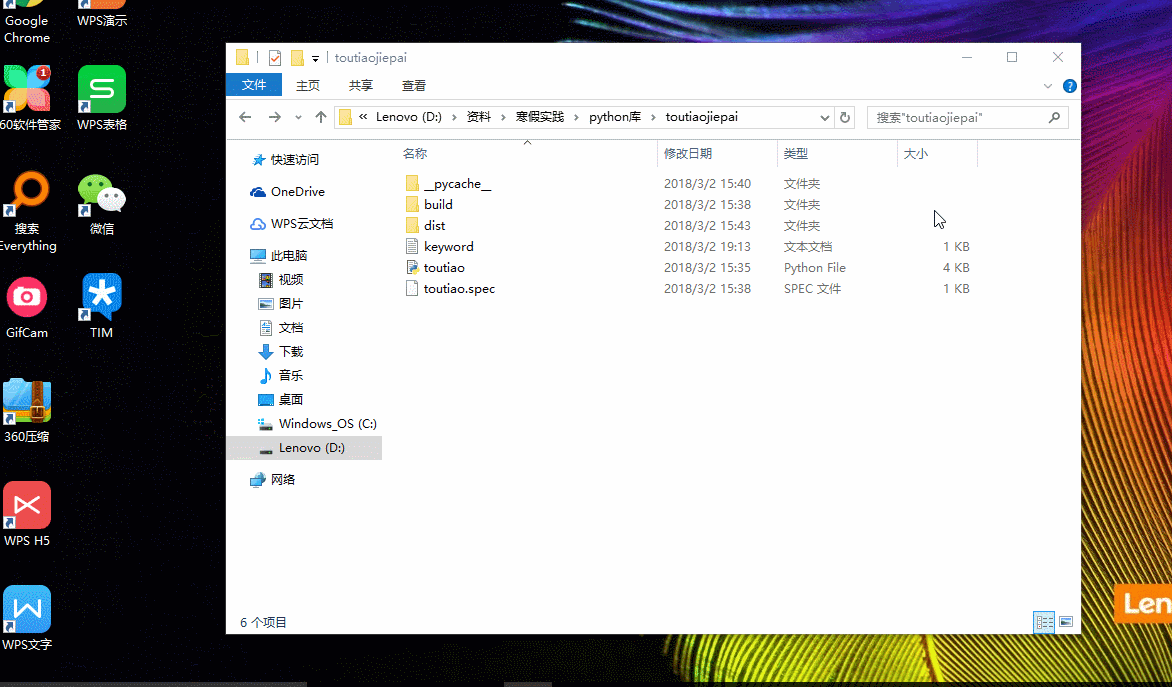 Google
Chrome
WPS演示
1
60软件管家
WPS表格
搜索
Everything
微信
GifCam
TIM
360压缩
WPS H5
WPS文字
toutiaojiepai
文件
主页
共享
查看
?
« Lenovo (D:) › 资料 › 寒假实践 › python库 › toutiaojiepai
搜索"toutiaojiepai"
快速访问
OneDrive
WPS云文档
此电脑
视频
图片
文档
下载
音乐
桌面
Windows_OS (C:)
Lenovo (D:)
网络
名称 修改日期 类型 大小
__pycache__ 2018/3/2 15:40 文件夹
build 2018/3/2 15:38 文件夹
dist 2018/3/2 15:43 文件夹
keyword 2018/3/2 19:13 文本文档 1 KB
toutiao 2018/3/2 15:35 Python File 4 KB
toutiao.spec 2018/3/2 15:38 SPEC 文件 1 KB
6 个项目
Len